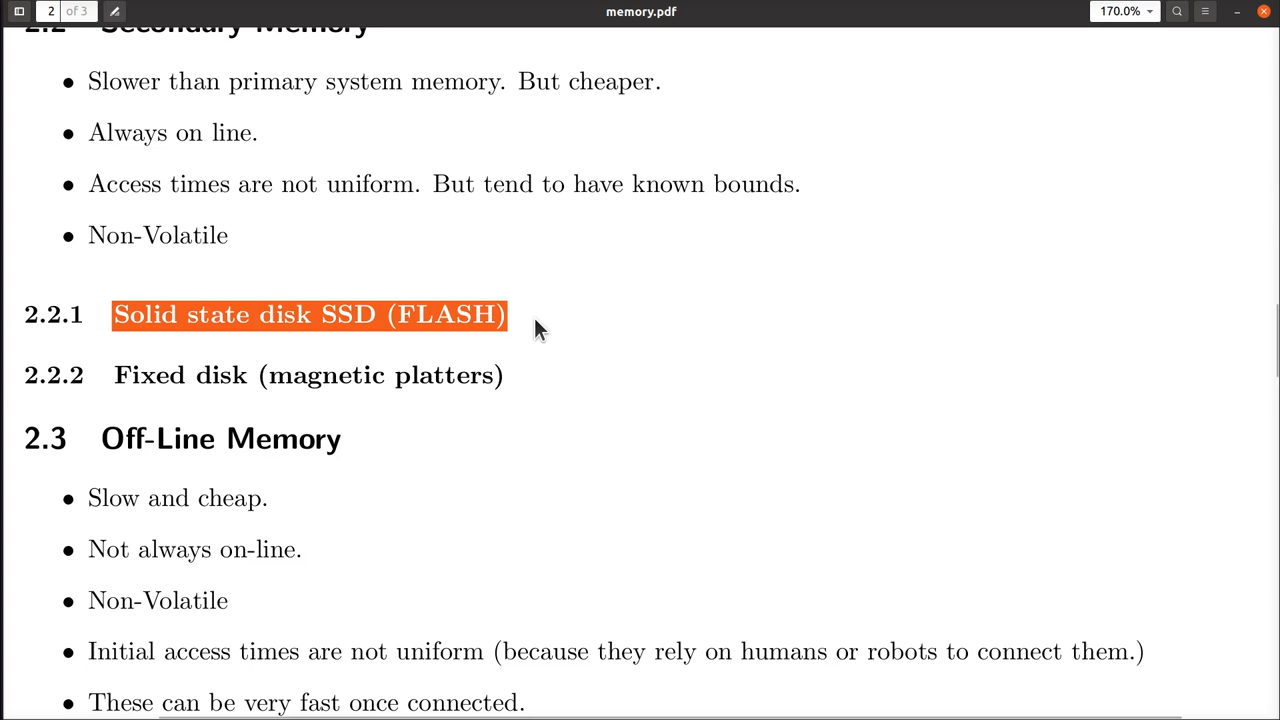 2 of 3 memory.pdf 170.0%
2.2 Secondary Memory
• Slower than primary system memory. But cheaper.
• Always on line.
• Access times are not uniform. But tend to have known bounds.
• Non-Volatile
2.2.1 Solid state disk SSD (FLASH)
2.2.2 Fixed disk (magnetic platters)
2.3 Off-Line Memory
• Slow and cheap.
• Not always on-line.
• Non-Volatile
• Initial access times are not uniform (because they rely on humans or robots to connect them.)
• These can be very fast once connected.